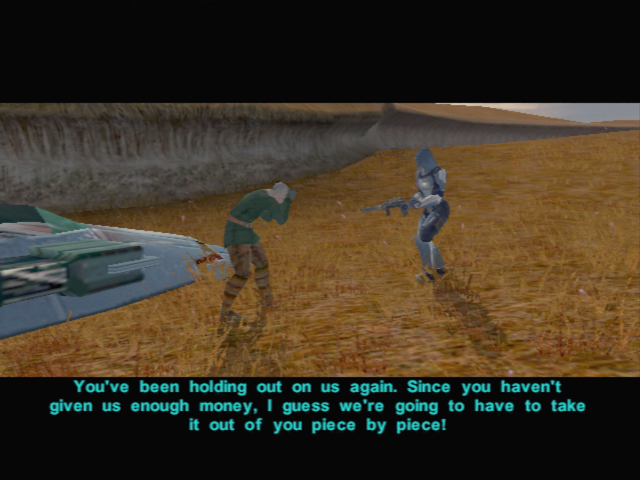 You've been holding out on us again. Since you haven't
given us enough money, I guess we're going to have to take
it out of you piece by piece!